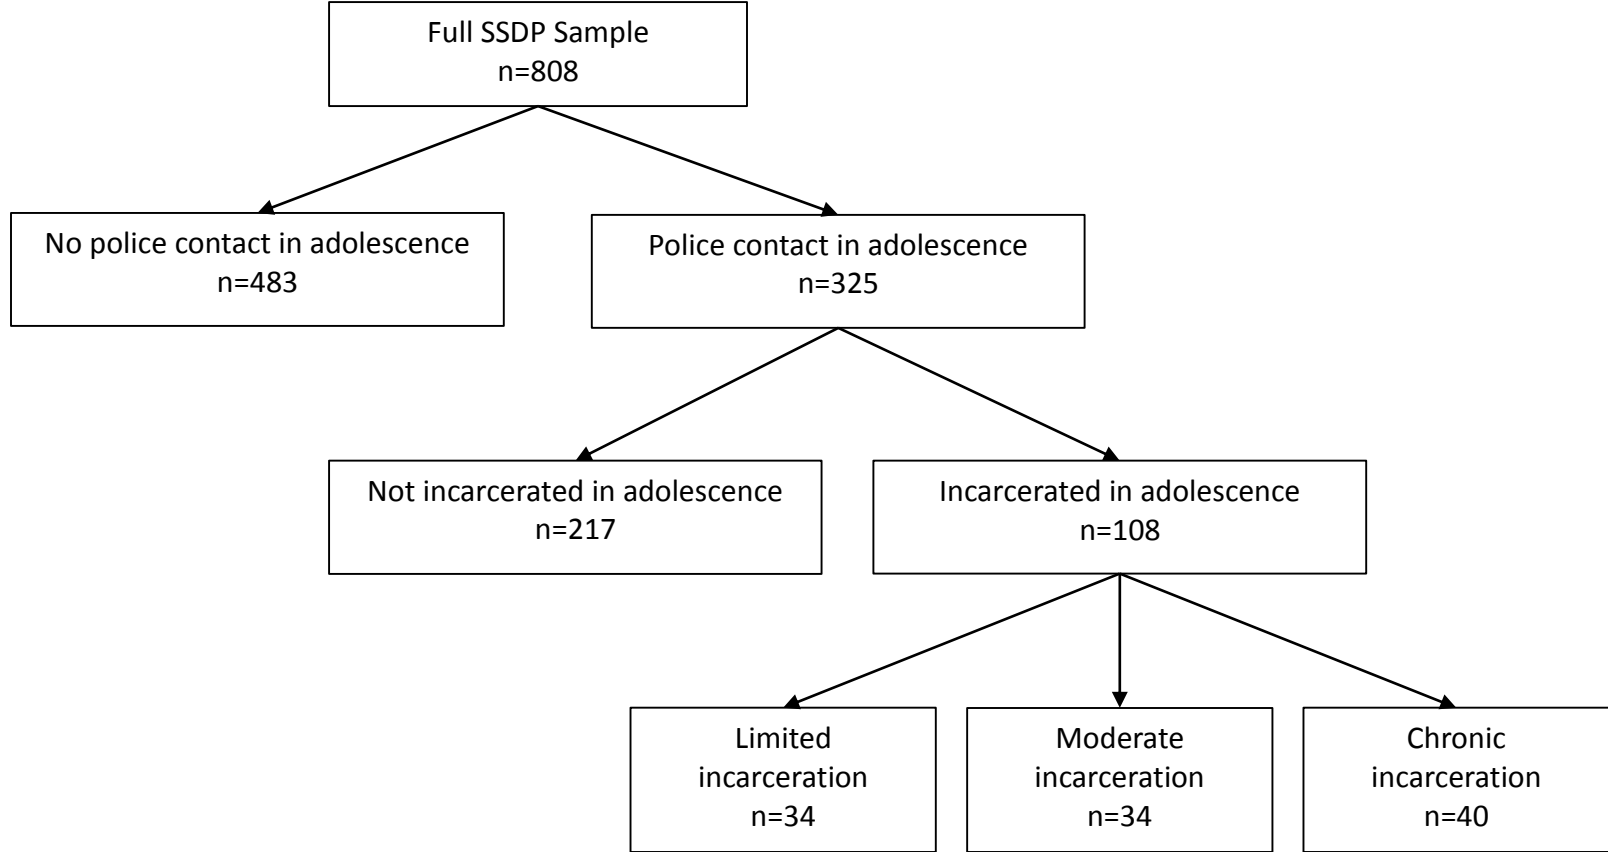 Full SSDP Sample
n=808
No police contact in adolescence
n=483
Police contact in adolescence
n=325
Not incarcerated in adolescence
n=217
Incarcerated in adolescence
n=108
Limited
incarceration
n=34
Moderate
incarceration
n=34
Chronic
incarceration
n=40